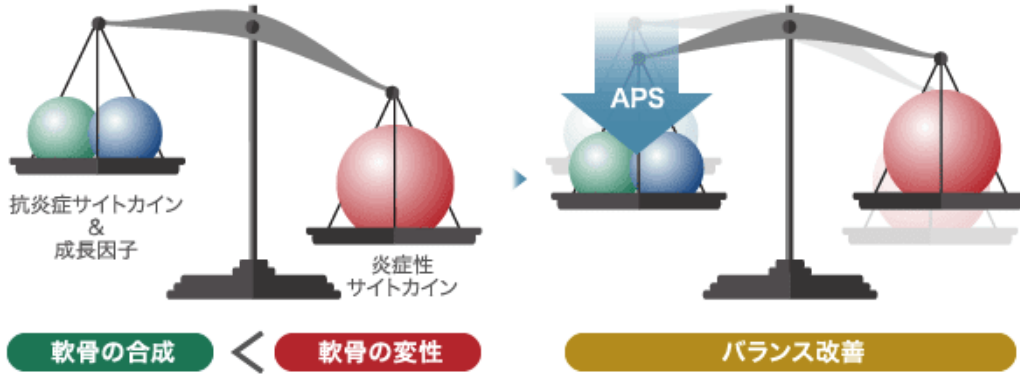 APS
抗炎症サイトカイン
&
成長因子
炎症性
サイトカイン
軟骨の合成 < 軟骨の変性
バランス改善